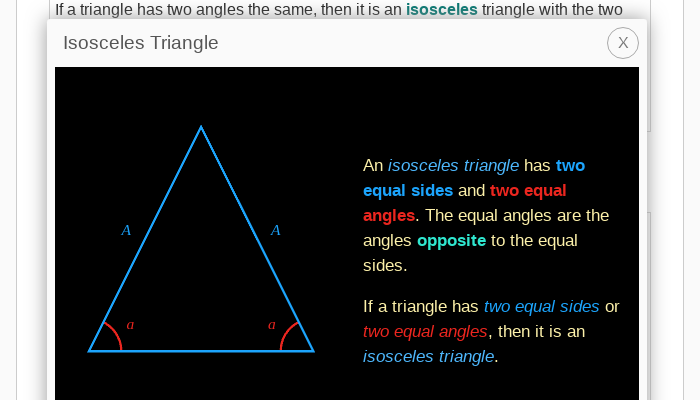 If a triangle has two angles the same, then it is an isosceles triangle with the two
Isosceles Triangle
X
A
A
a
a
An isosceles triangle has two
equal sides and two equal
angles. The equal angles are the
angles opposite to the equal
sides.
If a triangle has two equal sides or
two equal angles, then it is an
isosceles triangle.